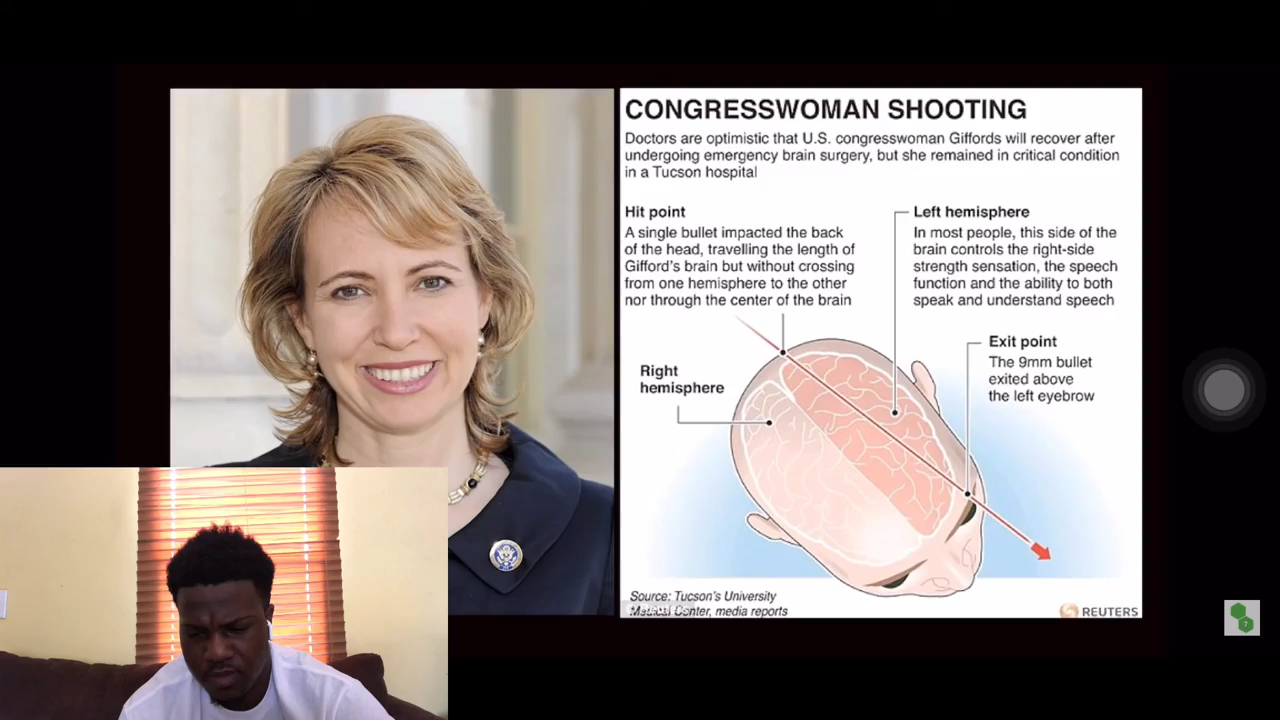 CONGRESSWOMAN SHOOTING
Doctors are optimistic that U.S. congresswoman Giffords will recover after
undergoing emergency brain surgery, but she remained in critical condition
in a Tucson hospital
Hit point
A single bullet impacted the back
of the head, travelling the length of
Gifford's brain but without crossing
from one hemisphere to the other
nor through the center of the brain
Left hemisphere
In most people, this side of the
brain controls the right-side
strength sensation, the speech
function and the ability to both
speak and understand speech
Exit point
The 9mm bullet
exited above
the left eyebrow
Right
hemisphere
Source: Tucson's University
Medical Center, media reports
REUTERS